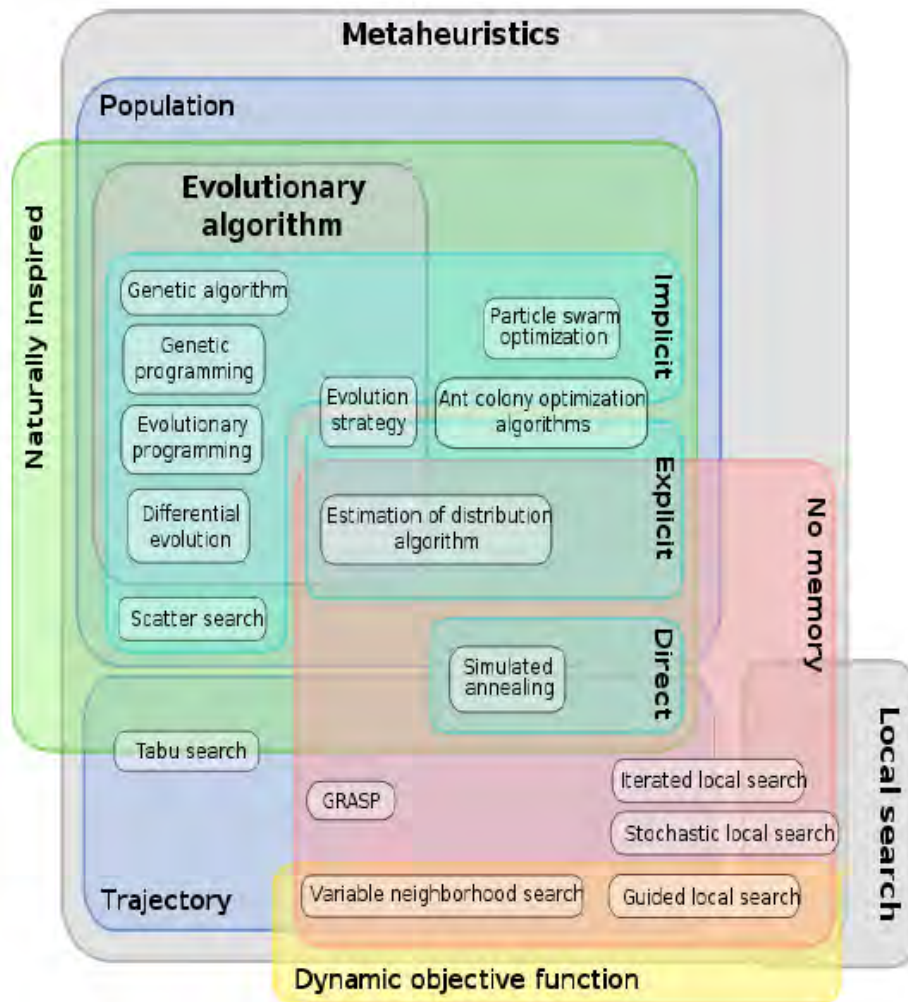 Metaheuristics
Population
Naturally inspired
Evolutionary
algorithm
Genetic algorithm
Implicit
Particle swarm
optimization
Genetic
programming
Evolution
strategy
Ant colony optimization
algorithms
Evolutionary
programming
Explicit
No memory
Differential
evolution
Estimation of distribution
algorithm
Scatter search
Direct
Simulated
annealing
Local search
Tabu search
Iterated local search
GRASP
Stochastic local search
Trajectory
Variable neighborhood search
Guided local search
Dynamic objective function